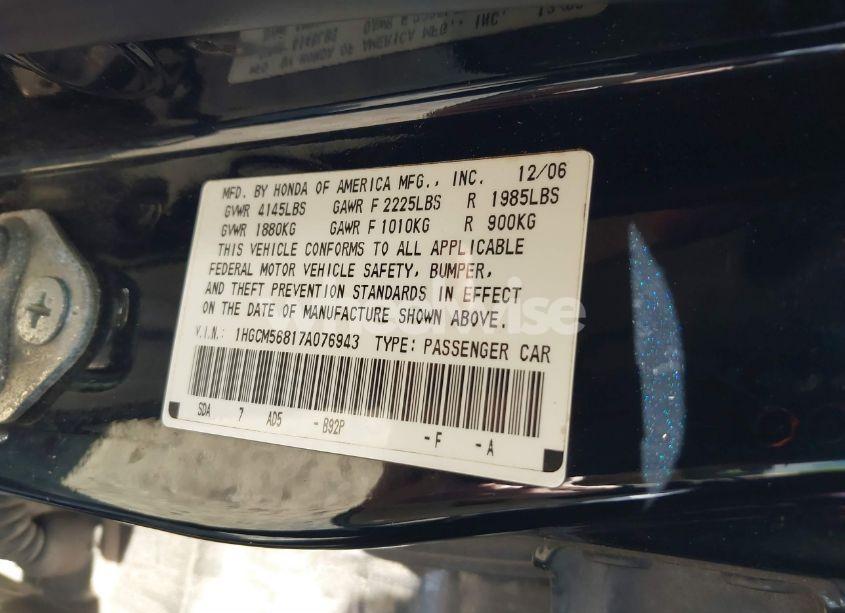 MFD. BY HONDA OF AMERICA MFG., INC. 12/06
GVWR 4145LBS GAWR F 2225LBS R 1985LBS
GVWR 1880KG GAWR F 1010KG R 900KG
THIS VEHICLE CONFORMS TO ALL APPLICABLE
FEDERAL MOTOR VEHICLE SAFETY, BUMPER,
AND THEFT PREVENTION STANDARDS IN EFFECT
ON THE DATE OF MANUFACTURE SHOWN ABOVE.
V.I.N.: 1HGCM56817A076943 TYPE: PASSENGER CAR
SDA 7 AD5 - B92P - F - A